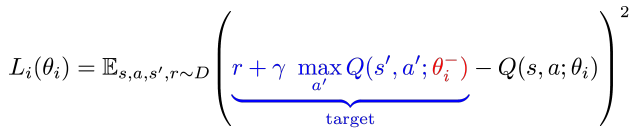 L_i(θ_i) = 𝔼_{s,a,s′,r∼D} ( r + γ max_{a′} Q(s′, a′; θ_i^−) − Q(s, a; θ_i) )^2
target